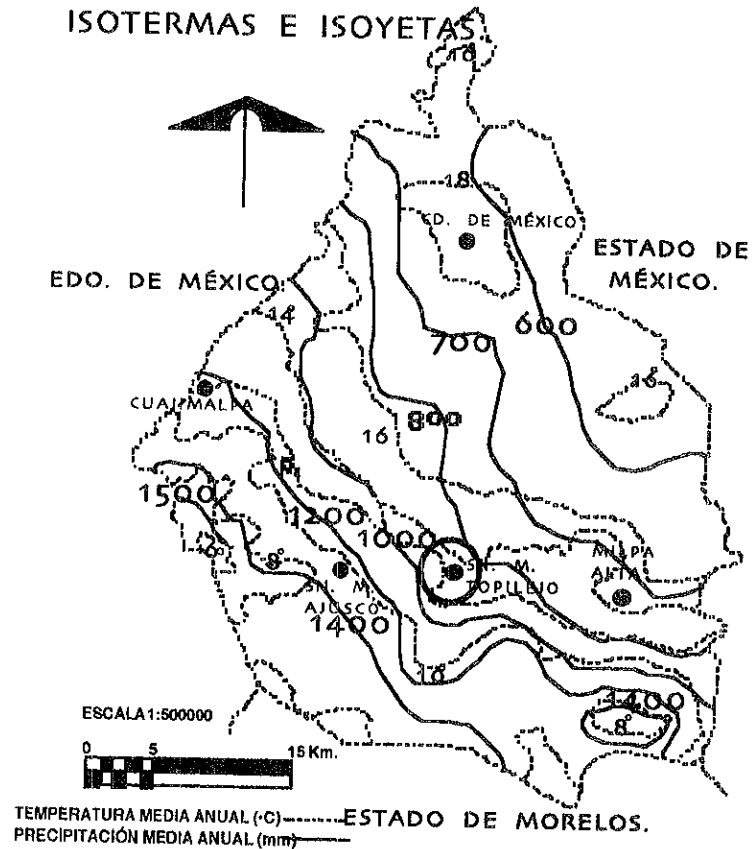 ISOTERMAS E ISOYETAS
18.
CD. DE MÉXICO
ESTADO DE
MÉXICO.
EDO. DE MÉXICO
14°
600
700
16
CUAJIMALPA
800
16
1500
1200
1000
8°
SN. M.
AJUSCO
SN. M.
TOPILEJO
MILPA
ALTA
1400
1400
8°
ESCALA 1:500000
0 5 15 Km.
TEMPERATURA MEDIA ANUAL (·C)
ESTADO DE MORELOS.
PRECIPITACIÓN MEDIA ANUAL (mm)